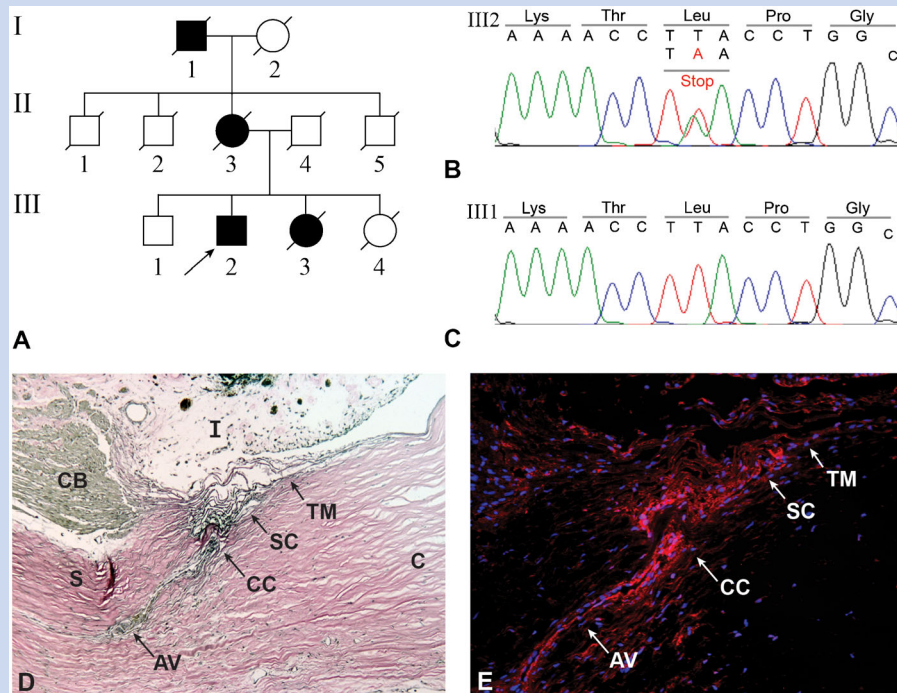 I
1 2
II
1 2 3 4 5
III
1 2 3 4
A
III2 Lys Thr Leu Pro Gly
A A A A C C T T A C C T G G C
T A A
Stop
B
III1 Lys Thr Leu Pro Gly
A A A A C C T T A C C T G G C
C
I
CB
TM
SC
S
CC
C
AV
D
TM
SC
CC
AV
E